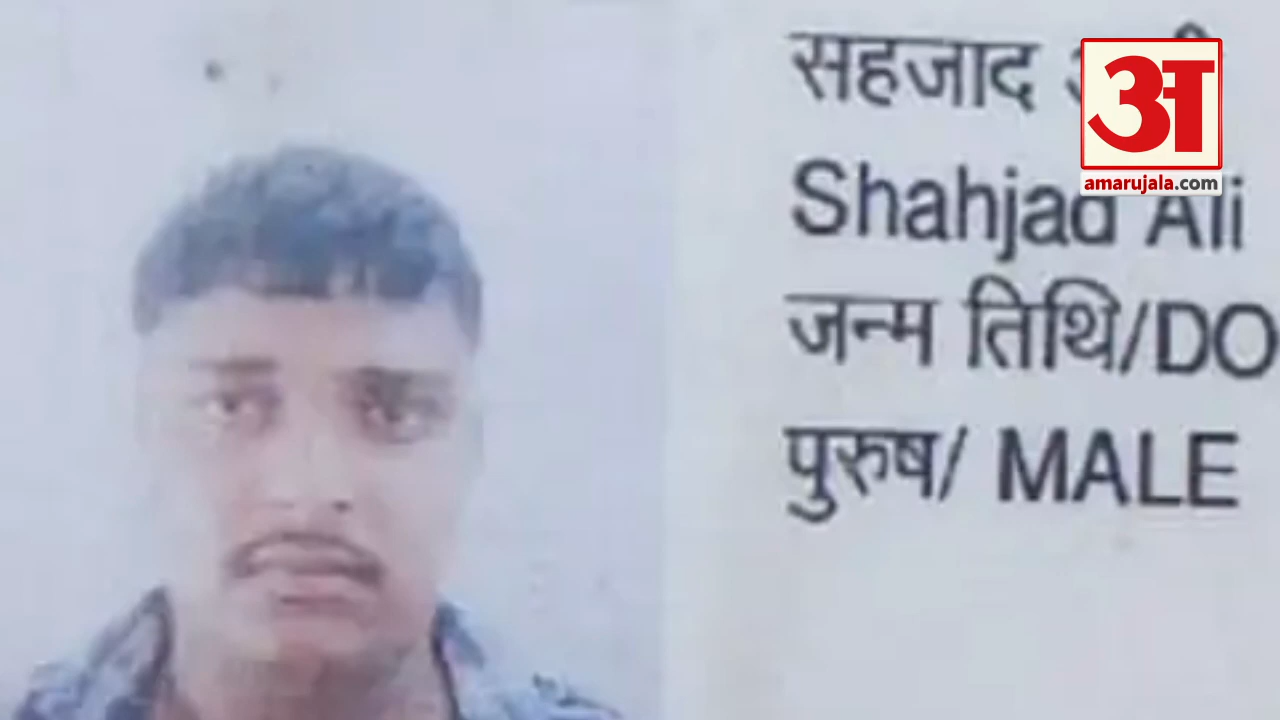 सहजाद
अ
amarujala.com
Shahjad Ali
जन्म तिथि/DO
पुरुष/ MALE